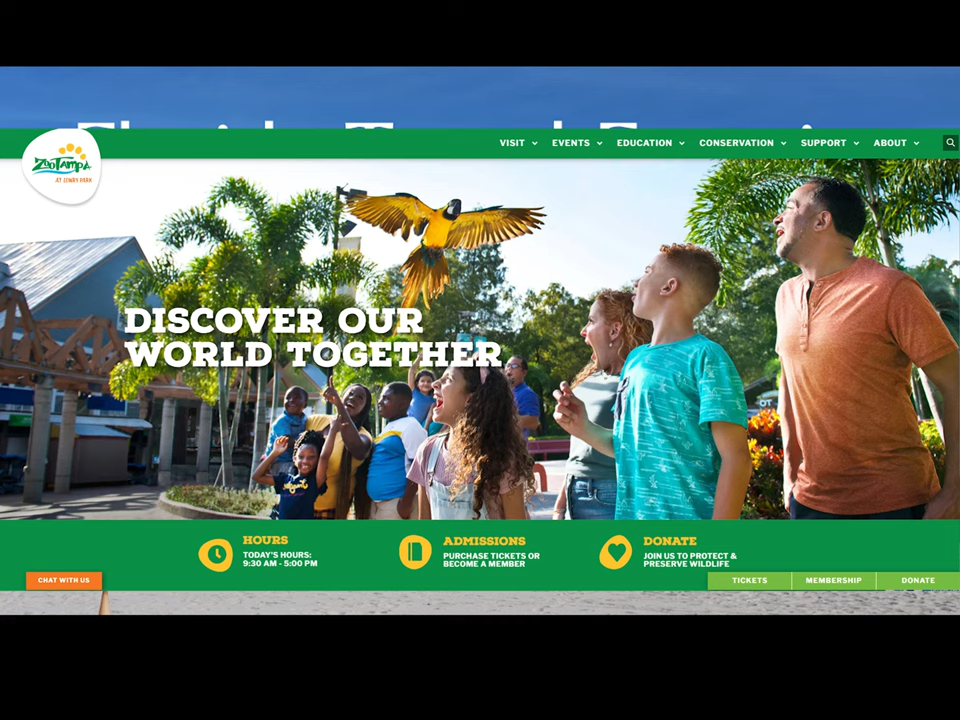 VISIT
EVENTS
EDUCATION
CONSERVATION
SUPPORT
ABOUT
ZooTampa
AT LOWRY PARK
DISCOVER OUR
WORLD TOGETHER
HOURS
TODAY'S HOURS:
9:30 AM - 5:00 PM
ADMISSIONS
PURCHASE TICKETS OR
BECOME A MEMBER
DONATE
JOIN US TO PROTECT &
PRESERVE WILDLIFE
CHAT WITH US
TICKETS
MEMBERSHIP
DONATE